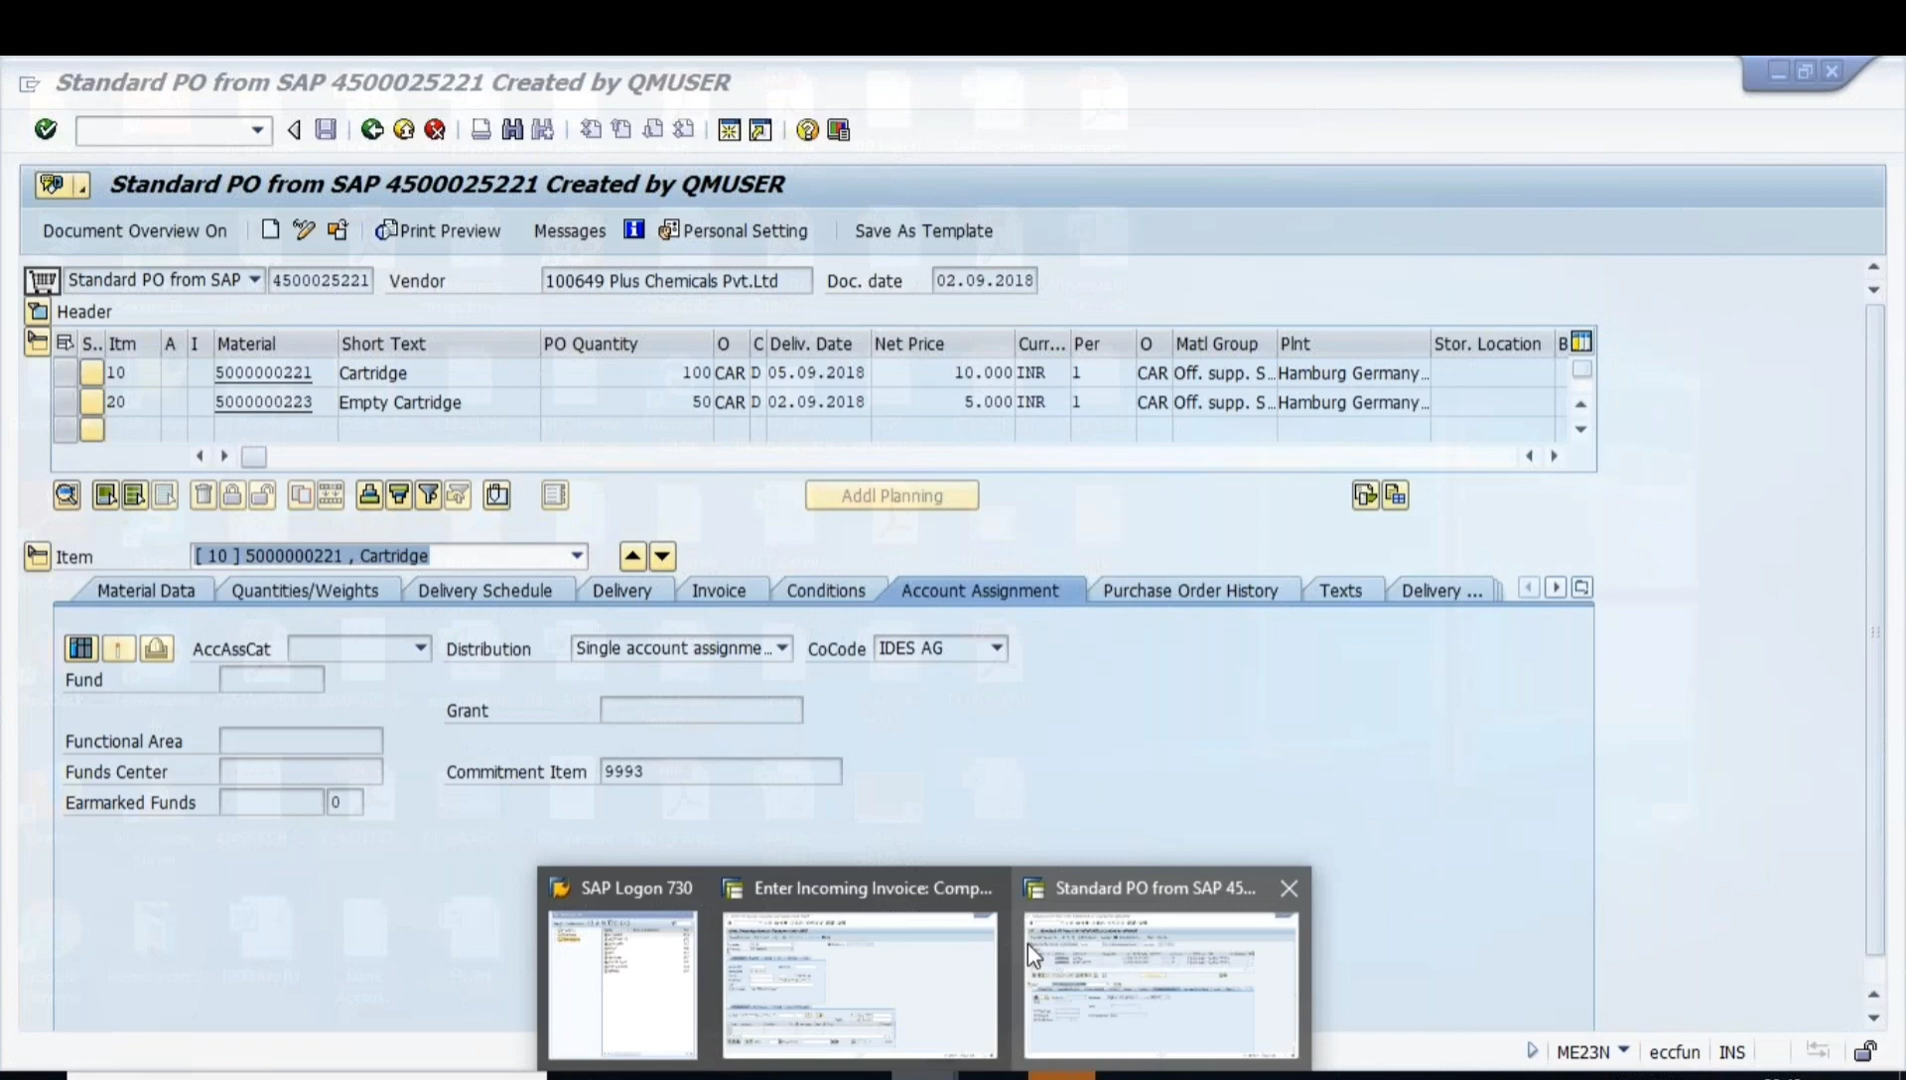 Standard PO from SAP 4500025221 Created by QMUSER
Standard PO from SAP 4500025221 Created by QMUSER
Document Overview On Print Preview Messages Personal Setting Save As Template
Standard PO from SAP 4500025221 Vendor 100649 Plus Chemicals Pvt.Ltd Doc. date 02.09.2018
Header
S.. Itm A I Material Short Text PO Quantity O C Deliv. Date Net Price Curr... Per O Matl Group Plnt Stor. Location B
10 5000000221 Cartridge 100 CAR D 05.09.2018 10.000 INR 1 CAR Off. supp. S... Hamburg Germany...
20 5000000223 Empty Cartridge 50 CAR D 02.09.2018 5.000 INR 1 CAR Off. supp. S... Hamburg Germany...
Addl Planning
Item [ 10 ] 5000000221 , Cartridge
Material Data Quantities/Weights Delivery Schedule Delivery Invoice Conditions Account Assignment Purchase Order History Texts Delivery ...
AccAssCat Distribution Single account assignme... CoCode IDES AG
Fund
Grant
Functional Area
Funds Center Commitment Item 9993
Earmarked Funds 0
SAP Logon 730 Enter Incoming Invoice: Comp... Standard PO from SAP 45...
ME23N eccfun INS